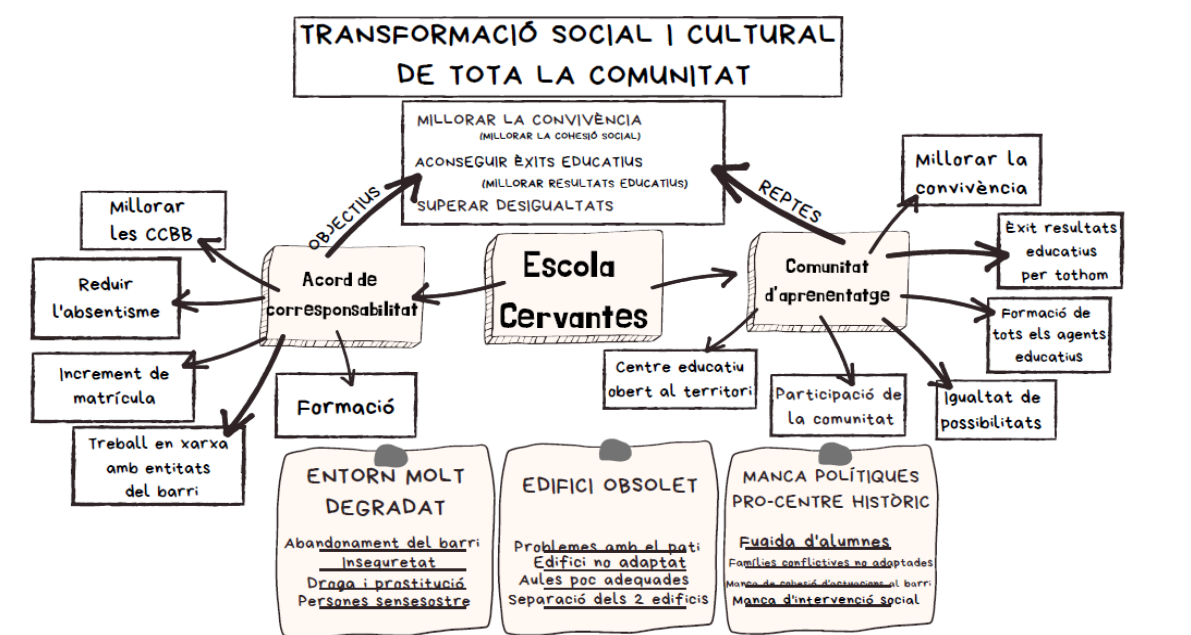 TRANSFORMACIÓ SOCIAL I CULTURAL
DE TOTA LA COMUNITAT
MILLORAR LA CONVIVÈNCIA
(MILLORAR LA COHESIÓ SOCIAL)
ACONSEGUIR ÈXITS EDUCATIUS
(MILLORAR RESULTATS EDUCATIUS)
SUPERAR DESIGUALTATS
OBJECTIUS
REPTES
Millorar
les CCBB
Reduir
l'absentisme
Increment de
matrícula
Treball en xarxa
amb entitats
del barri
Formació
Acord de
corresponsabilitat
Escola
Cervantes
Comunitat
d'aprenentatge
Millorar la
convivència
Èxit resultats
educatius
per tothom
Formació de
tots els agents
educatius
Igualtat de
possibilitats
Participació de
la comunitat
Centre educatiu
obert al territori
ENTORN MOLT
DEGRADAT
Abandonament del barri
Inseguretat
Droga i prostitució
Persones sensesostre
EDIFICI OBSOLET
Problemes amb el pati
Edifici no adaptat
Aules poc adequades
Separació dels 2 edificis
MANCA POLÍTIQUES
PRO-CENTRE HISTÒRIC
Fugida d'alumnes
Famílies conflictives no adaptades
Manca de cohesió d'actuacions al barri
Manca d'intervenció social